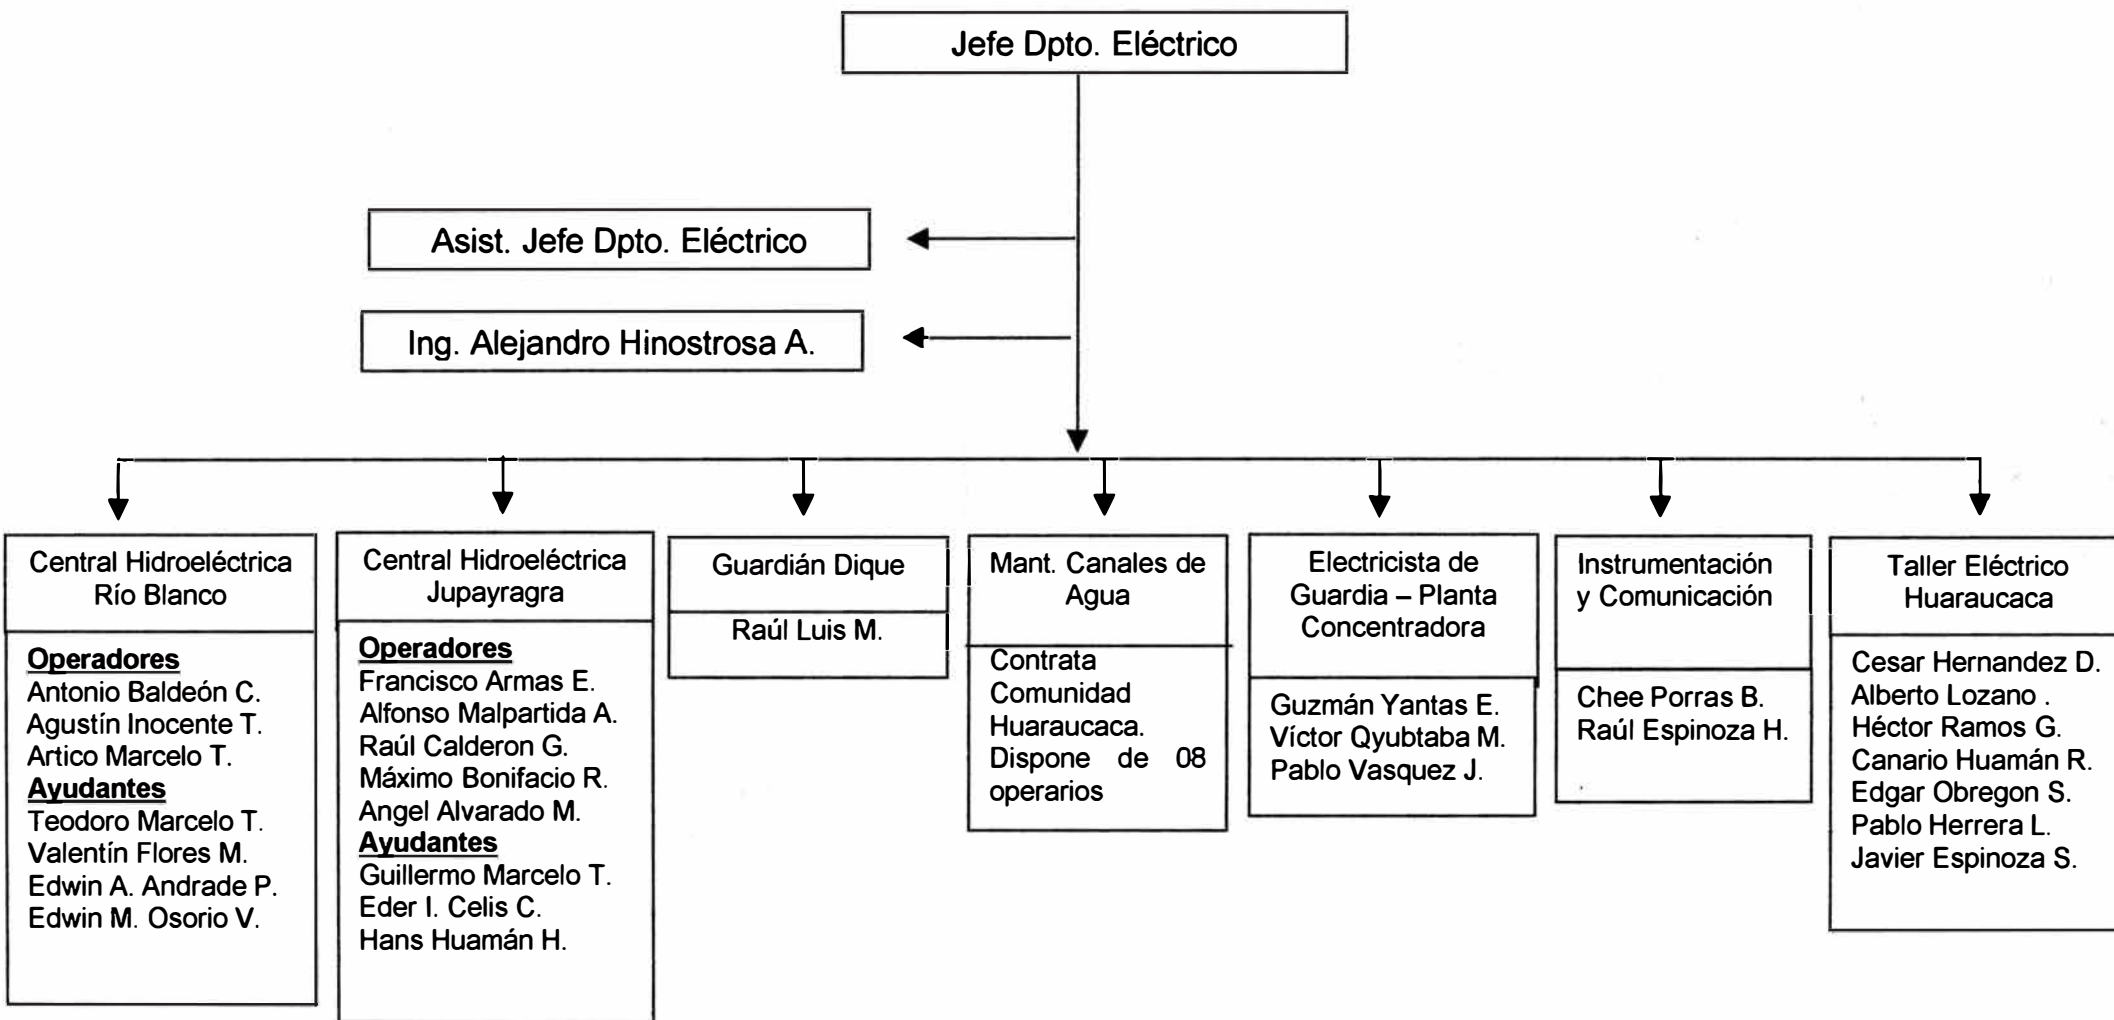 Jefe Dpto. Eléctrico
Asist. Jefe Dpto. Eléctrico
Ing. Alejandro Hinostrosa A.
Central Hidroeléctrica
Río Blanco
Operadores
Antonio Baldeón C.
Agustín Inocente T.
Artico Marcelo T.
Ayudantes
Teodoro Marcelo T.
Valentín Flores M.
Edwin A. Andrade P.
Edwin M. Osorio V.
Central Hidroeléctrica
Jupayragra
Operadores
Francisco Armas E.
Alfonso Malpartida A.
Raúl Calderon G.
Máximo Bonifacio R.
Angel Alvarado M.
Ayudantes
Guillermo Marcelo T.
Eder I. Celis C.
Hans Huamán H.
Guardián Dique
Raúl Luis M.
Mant. Canales de
Agua
Contrata
Comunidad
Huaraucaca.
Dispone de 08
operarios
Electricista de
Guardia – Planta
Concentradora
Guzmán Yantas E.
Víctor Qyubtaba M.
Pablo Vasquez J.
Instrumentación
y Comunicación
Chee Porras B.
Raúl Espinoza H.
Taller Eléctrico
Huaraucaca
Cesar Hernandez D.
Alberto Lozano .
Héctor Ramos G.
Canario Huamán R.
Edgar Obregon S.
Pablo Herrera L.
Javier Espinoza S.